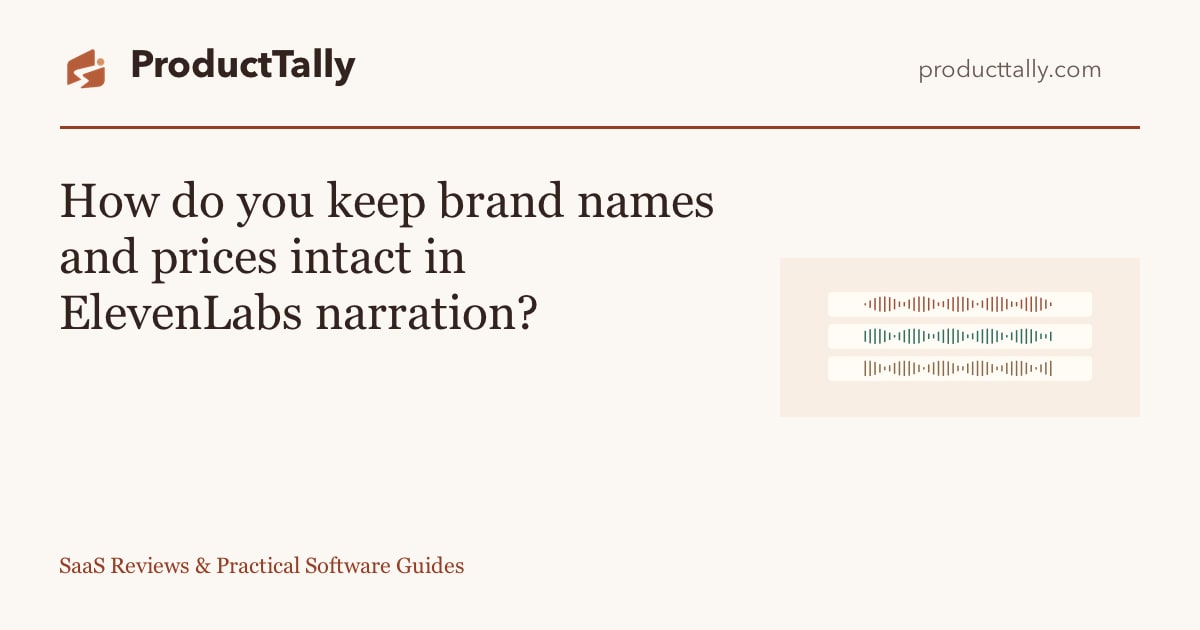 ProductTally
producttally.com
How do you keep brand names
and prices intact in
ElevenLabs narration?
SaaS Reviews & Practical Software Guides